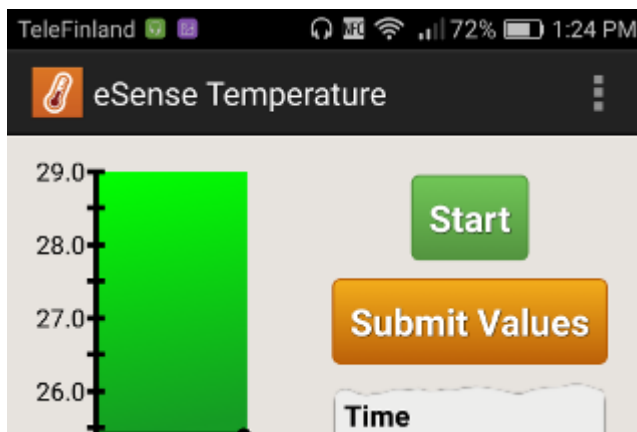 TeleFinland NFC 72% 1:24 PM
eSense Temperature
29.0
Start
28.0
Submit Values
27.0
26.0
Time